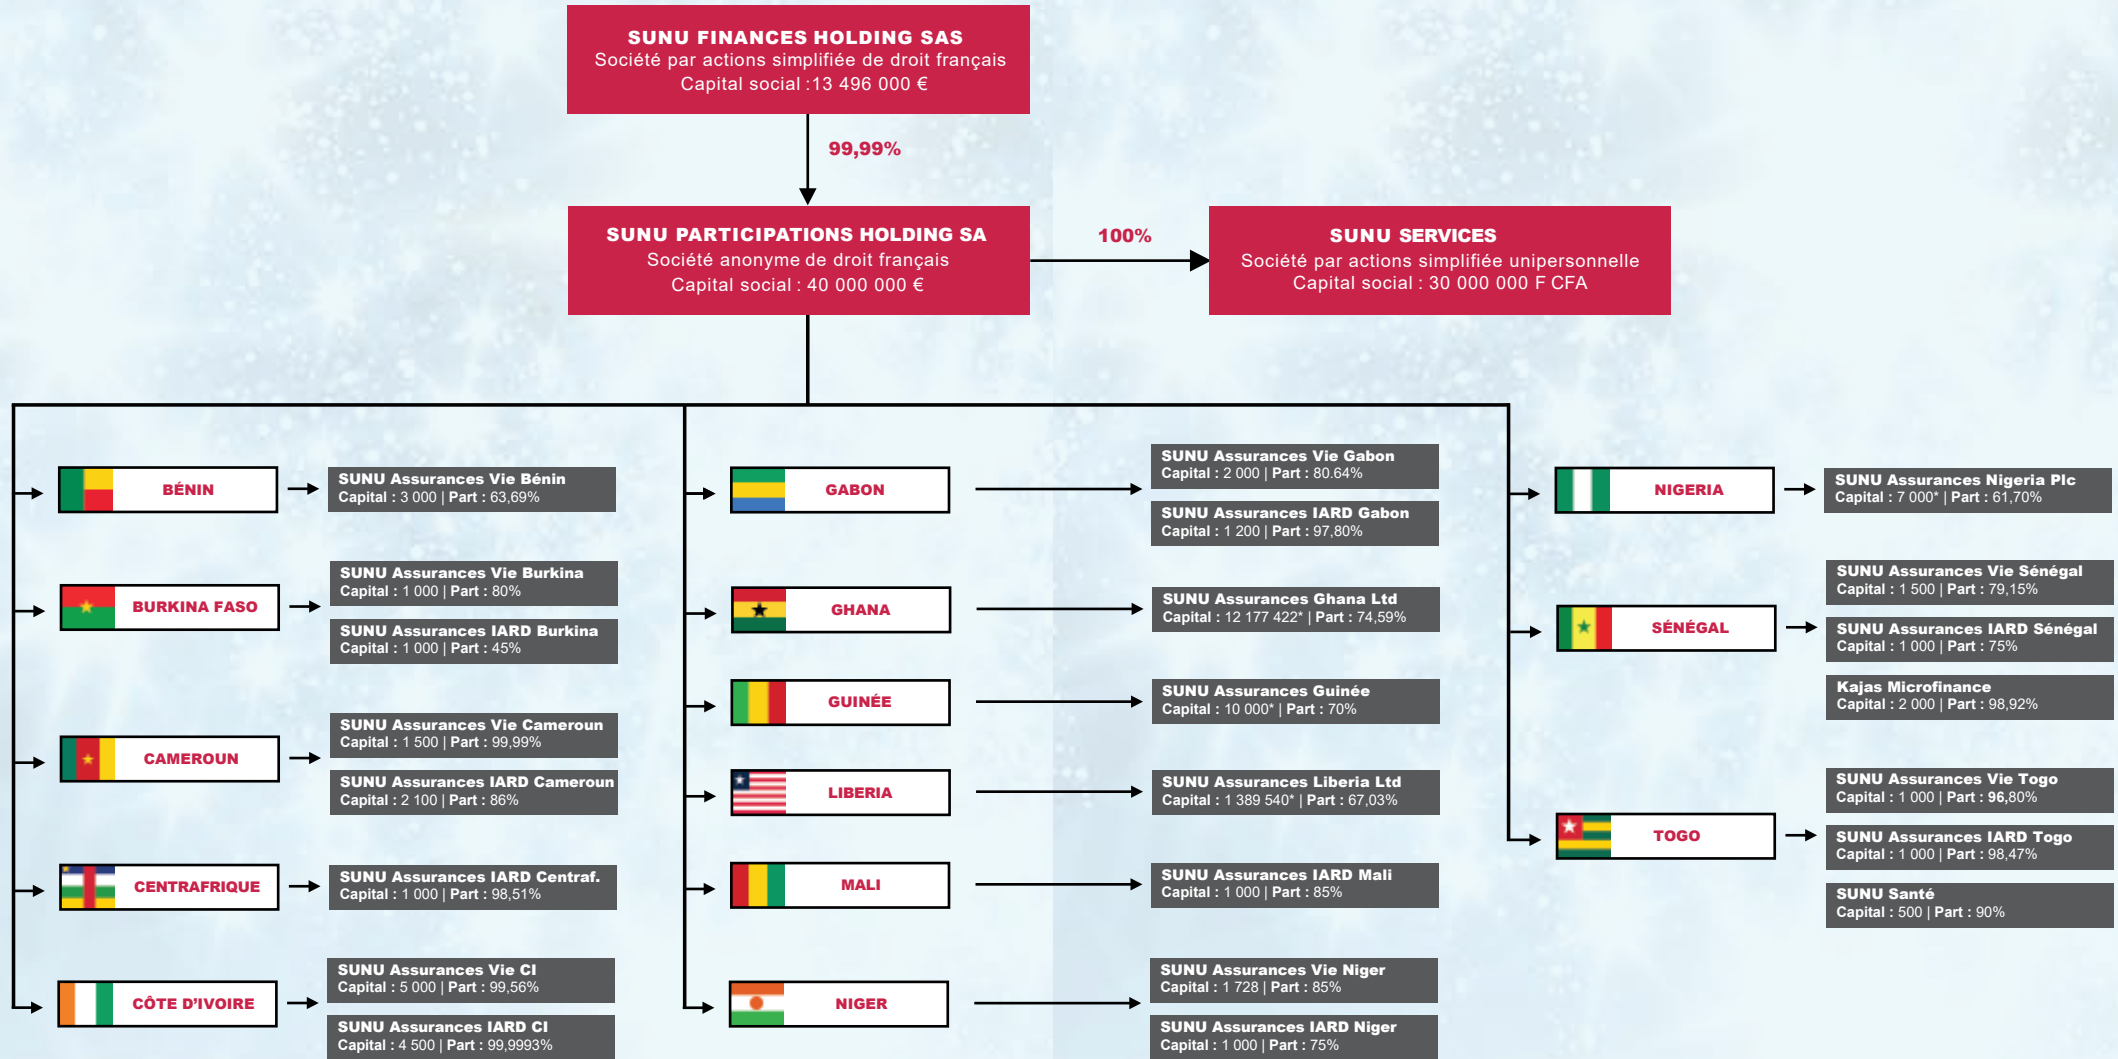 SUNU FINANCES HOLDING SAS
Société par actions simplifiée de droit français
Capital social :13 496 000 €
99,99%
SUNU PARTICIPATIONS HOLDING SA
Société anonyme de droit français
Capital social : 40 000 000 €
100%
SUNU SERVICES
Société par actions simplifiée unipersonnelle
Capital social : 30 000 000 F CFA
BÉNIN
SUNU Assurances Vie Bénin
Capital : 3 000 | Part : 63,69%
BURKINA FASO
SUNU Assurances Vie Burkina
Capital : 1 000 | Part : 80%
SUNU Assurances IARD Burkina
Capital : 1 000 | Part : 45%
CAMEROUN
SUNU Assurances Vie Cameroun
Capital : 1 500 | Part : 99,99%
SUNU Assurances IARD Cameroun
Capital : 2 100 | Part : 86%
CENTRAFRIQUE
SUNU Assurances IARD Centraf.
Capital : 1 000 | Part : 98,51%
CÔTE D’IVOIRE
SUNU Assurances Vie CI
Capital : 5 000 | Part : 99,56%
SUNU Assurances IARD CI
Capital : 4 500 | Part : 99,9993%
GABON
SUNU Assurances Vie Gabon
Capital : 2 000 | Part : 80.64%
SUNU Assurances IARD Gabon
Capital : 1 200 | Part : 97,80%
GHANA
SUNU Assurances Ghana Ltd
Capital : 12 177 422* | Part : 74,59%
GUINÉE
SUNU Assurances Guinée
Capital : 10 000* | Part : 70%
LIBERIA
SUNU Assurances Liberia Ltd
Capital : 1 389 540* | Part : 67,03%
MALI
SUNU Assurances IARD Mali
Capital : 1 000 | Part : 85%
NIGER
SUNU Assurances Vie Niger
Capital : 1 728 | Part : 85%
SUNU Assurances IARD Niger
Capital : 1 000 | Part : 75%
NIGERIA
SUNU Assurances Nigeria Plc
Capital : 7 000* | Part : 61,70%
SÉNÉGAL
SUNU Assurances Vie Sénégal
Capital : 1 500 | Part : 79,15%
SUNU Assurances IARD Sénégal
Capital : 1 000 | Part : 75%
Kajas Microfinance
Capital : 2 000 | Part : 98,92%
TOGO
SUNU Assurances Vie Togo
Capital : 1 000 | Part : 96,80%
SUNU Assurances IARD Togo
Capital : 1 000 | Part : 98,47%
SUNU Santé
Capital : 500 | Part : 90%